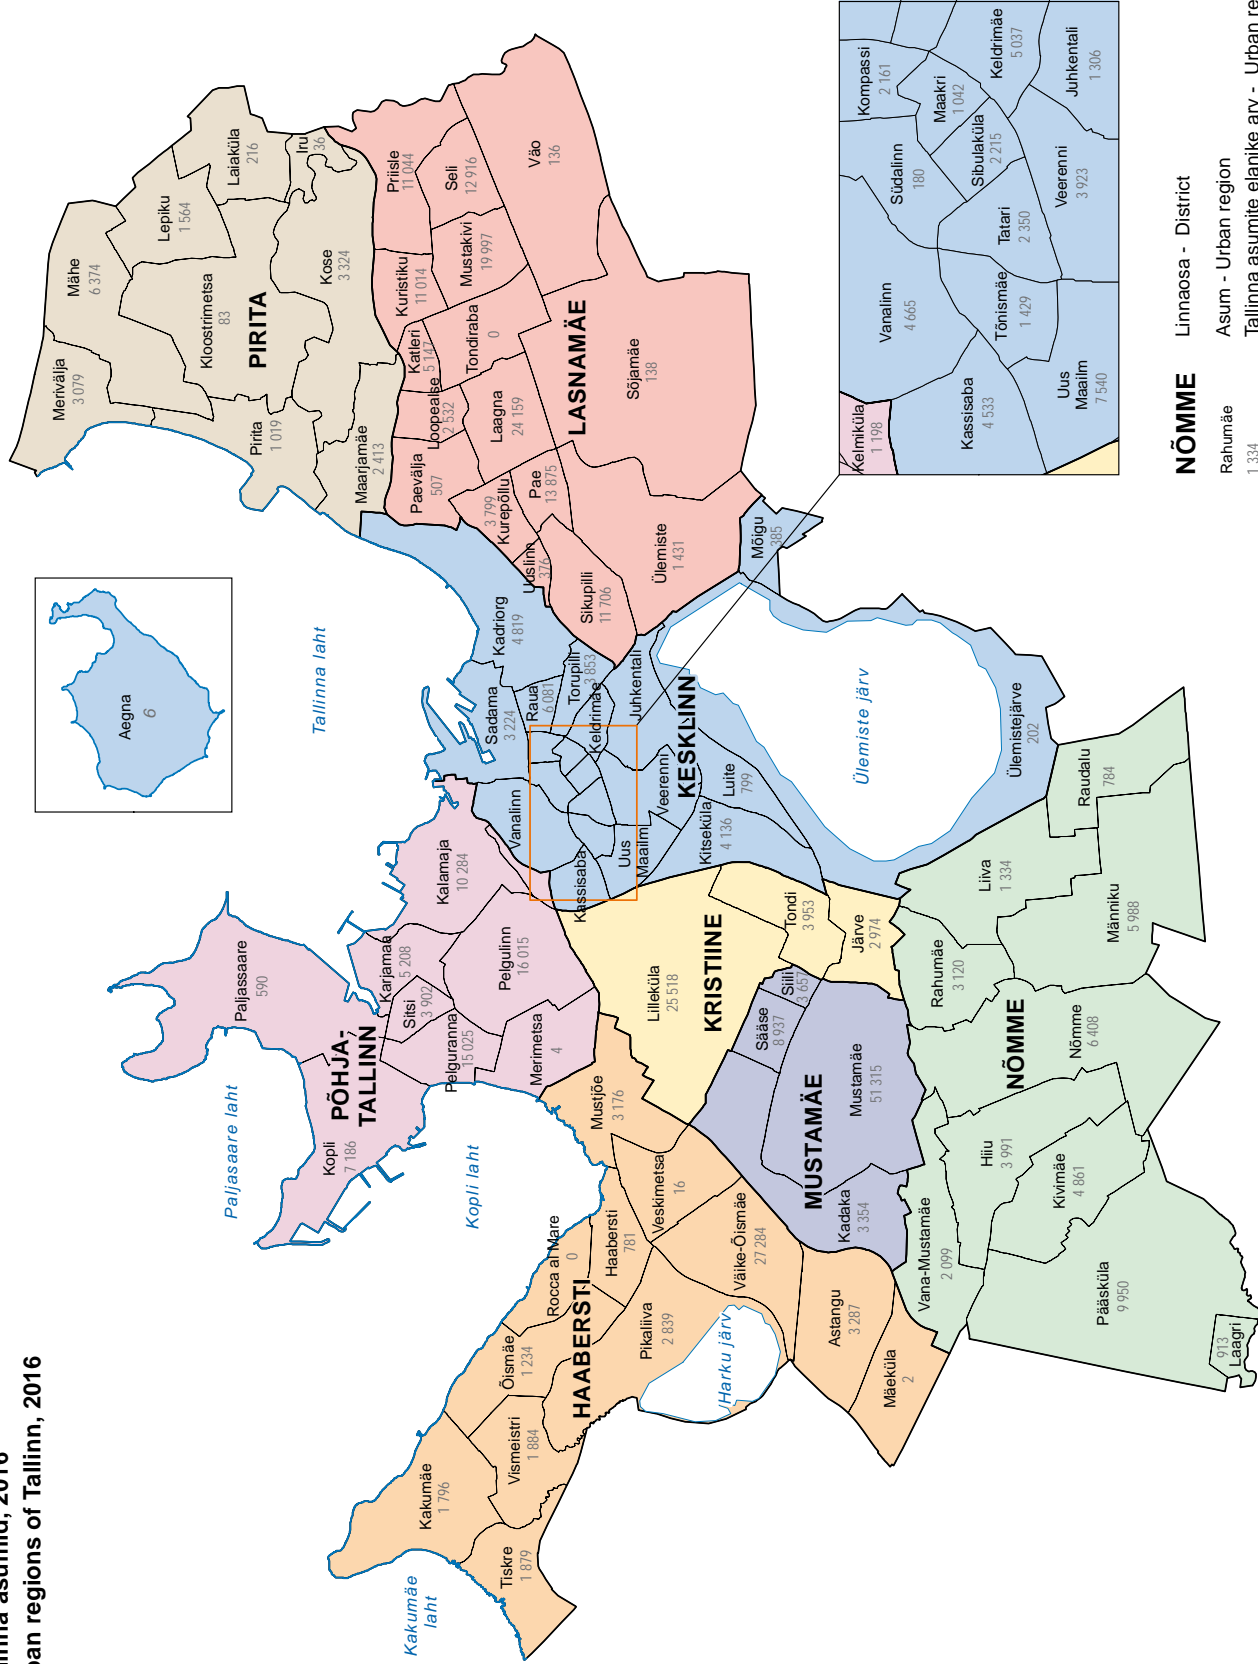 inna asumid, 2016
ban regions of Tallinn, 2016
Aegna
6
Tallinna laht
Paljasaare laht
Kopli laht
Kakumäe
laht
Harku järv
Ülemiste järv
PIRITA
Merivälja
3 079
Mähe
6 374
Lepiku
1 564
Laiaküla
216
Iru
36
Kloostrimetsa
83
Kose
3 324
Pirita
1 019
Maarjamäe
2 413
LASNAMÄE
Priisle
11 044
Seli
12 916
Väo
136
Kuristiku
11 014
Mustakivi
19 997
Katleri
5 147
Tondiraba
0
Loopealse
2 532
Laagna
24 159
Paevälja
507
3 799
Kurepõllu
Pae
13 875
Uuslinn
376
Sikupilli
11 706
Ülemiste
1 431
Sõjamäe
138
KESKLINN
Kadriorg
4 819
Sadama
3 224
Raua
6 081
Torupilli
3 853
Keldrimäe
Juhkentali
Vanalinn
Kassisaba
Uus
Maailm
Veerenni
Kitseküla
4 136
Luite
799
Mõigu
385
Ülemistejärve
202
PÕHJA-
TALLINN
Paljassaare
590
Kopli
7 186
Karjamaa
5 208
Kalamaja
10 284
Sitsi
3 902
Pelguranna
15 025
Pelgulinn
16 015
Merimetsa
4
KRISTIINE
Lilleküla
25 518
Tondi
3 953
Järve
2 974
MUSTAMÄE
Sääse
8 937
Siili
3 657
Mustamäe
51 315
Kadaka
3 354
HAABERSTI
Mustjõe
3 176
Veskimetsa
16
Haabersti
781
Rocca al Mare
0
Väike-Õismäe
27 284
Pikaliiva
2 839
Õismäe
1 234
Vismeistri
1 884
Kakumäe
1 796
Tiskre
1 879
Astangu
3 287
Mäeküla
2
NÕMME
Raudalu
784
Liiva
1 334
Männiku
5 988
Rahumäe
3 120
Nõmme
6 408
Hiiu
3 991
Kivimäe
4 861
Vana-Mustamäe
2 099
Pääsküla
9 950
913
Laagri
Kelmiküla
1 198
Kompassi
2 161
Maakri
1 042
Keldrimäe
5 037
Südalinn
180
Sibulaküla
2 215
Juhkentali
1 306
Vanalinn
4 665
Tatari
2 350
Veerenni
3 923
Tõnismäe
1 429
Kassisaba
4 533
Uus
Maailm
7 540
NÕMME Linnaosa - District
Rahumäe Asum - Urban region
1 334 Tallinna asumite elanike arv - Urban re